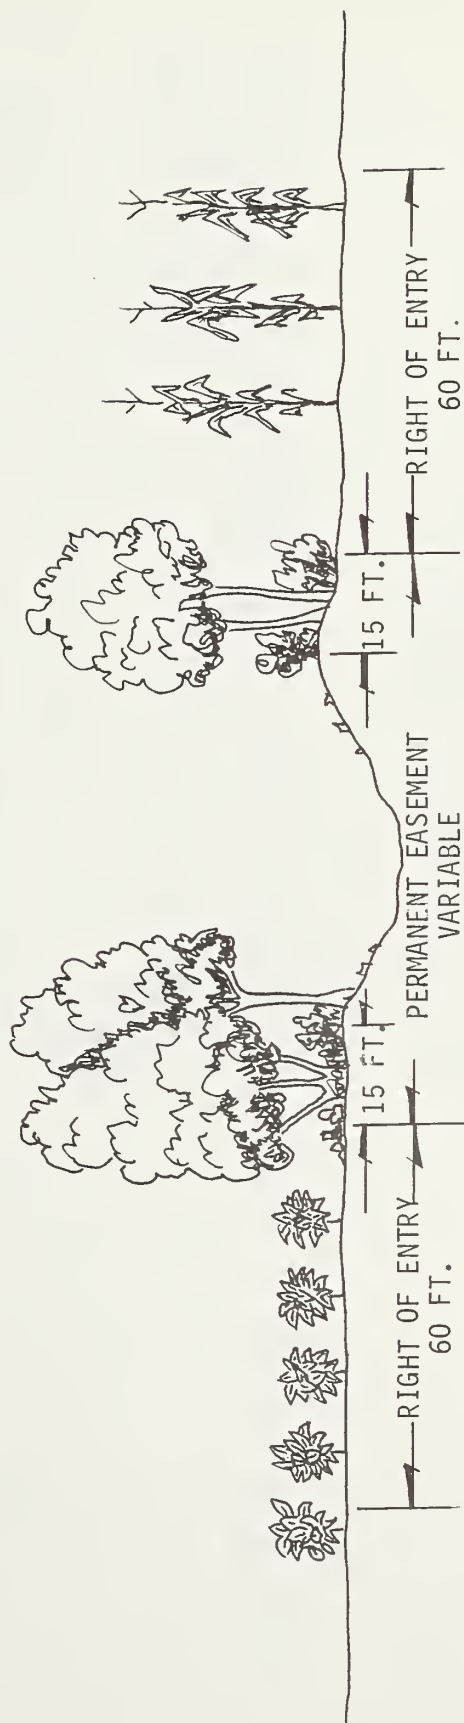 RIGHT OF ENTRY
60 FT.
15 FT.
PERMANENT EASEMENT
VARIABLE
15 FT.
RIGHT OF ENTRY
60 FT.